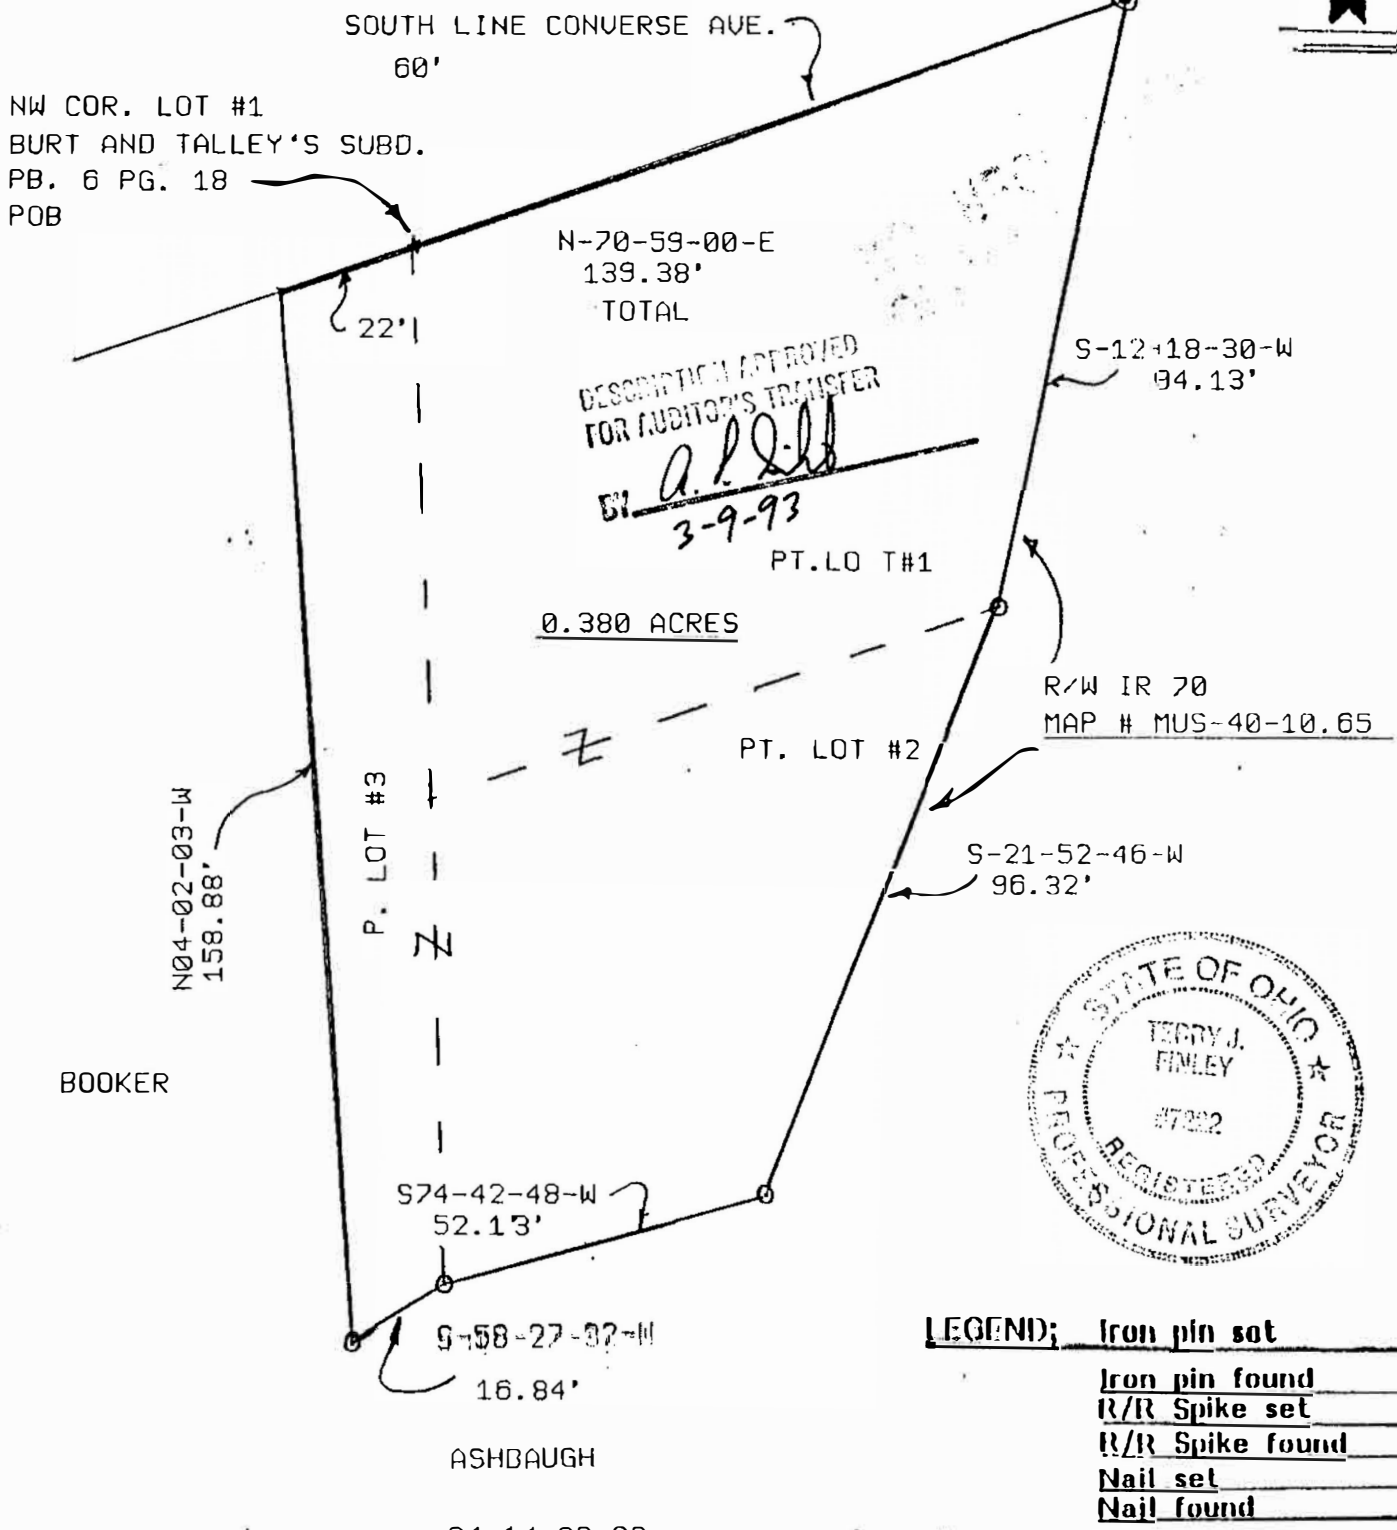 SOUTH LINE CONVERSE AVE.
60'
NW COR. LOT #1
BURT AND TALLEY'S SUBD.
PB. 6 PG. 18
POB
N-70-59-00-E
139.38'
TOTAL
22'
S-12-18-30-W
94.13'
DESCRIPTION APPROVED
FOR AUDITOR'S TRANSFER
BY
3-9-93
PT.LO T#1
0.380 ACRES
R/W IR 70
MAP # MUS-40-10.65
PT. LOT #2
P. LOT #3
N04-02-03-W
158.88'
S-21-52-46-W
96.32'
STATE OF OHIO
TERRY J.
FINLEY
REGISTERED
PROFESSIONAL SURVEYOR
BOOKER
S74-42-48-W
52.13'
16.84'
ASHBAUGH
LEGEND; Iron pin set
Iron pin found
R/R Spike set
R/R Spike found
Nail set
Nail found